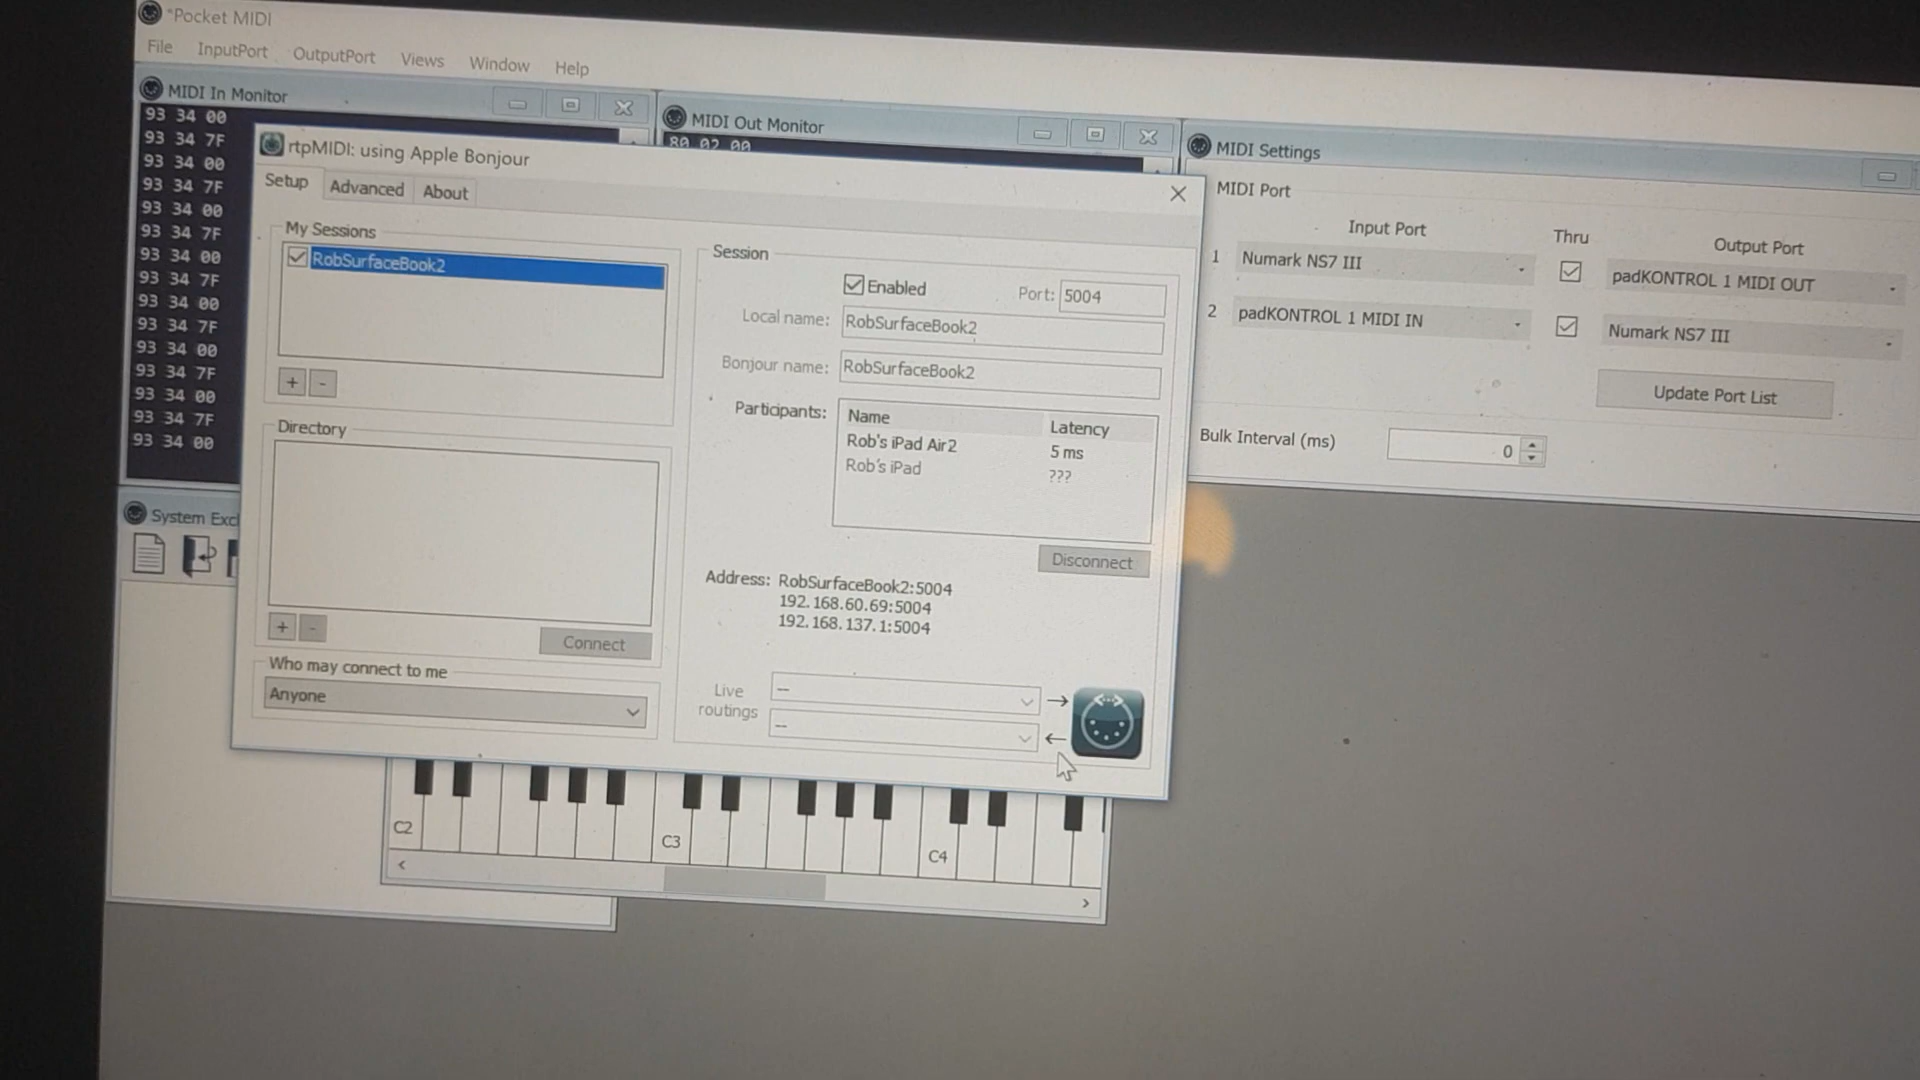 *Pocket MIDI
File InputPort OutputPort Views Window Help
MIDI In Monitor
93 34 00
93 34 7F
93 34 00
93 34 7F
93 34 00
93 34 7F
93 34 00
93 34 7F
93 34 00
93 34 7F
93 34 00
93 34 7F
93 34 00
93 34 7F
93 34 00
MIDI Out Monitor
80 02 00
rtpMIDI: using Apple Bonjour
Setup Advanced About
My Sessions
RobSurfaceBook2
+ -
Directory
+ -
Connect
Who may connect to me
Anyone
Session
Enabled Port: 5004
Local name: RobSurfaceBook2
Bonjour name: RobSurfaceBook2
Participants: Name Latency
Rob's iPad Air2 5 ms
Rob's iPad ???
Disconnect
Address: RobSurfaceBook2:5004
192.168.60.69:5004
192.168.137.1:5004
Live routings
--
--
MIDI Settings
MIDI Port
Input Port Thru Output Port
1 Numark NS7 III padKONTROL 1 MIDI OUT
2 padKONTROL 1 MIDI IN Numark NS7 III
Update Port List
Bulk Interval (ms) 0
System Excl
C2 C3 C4